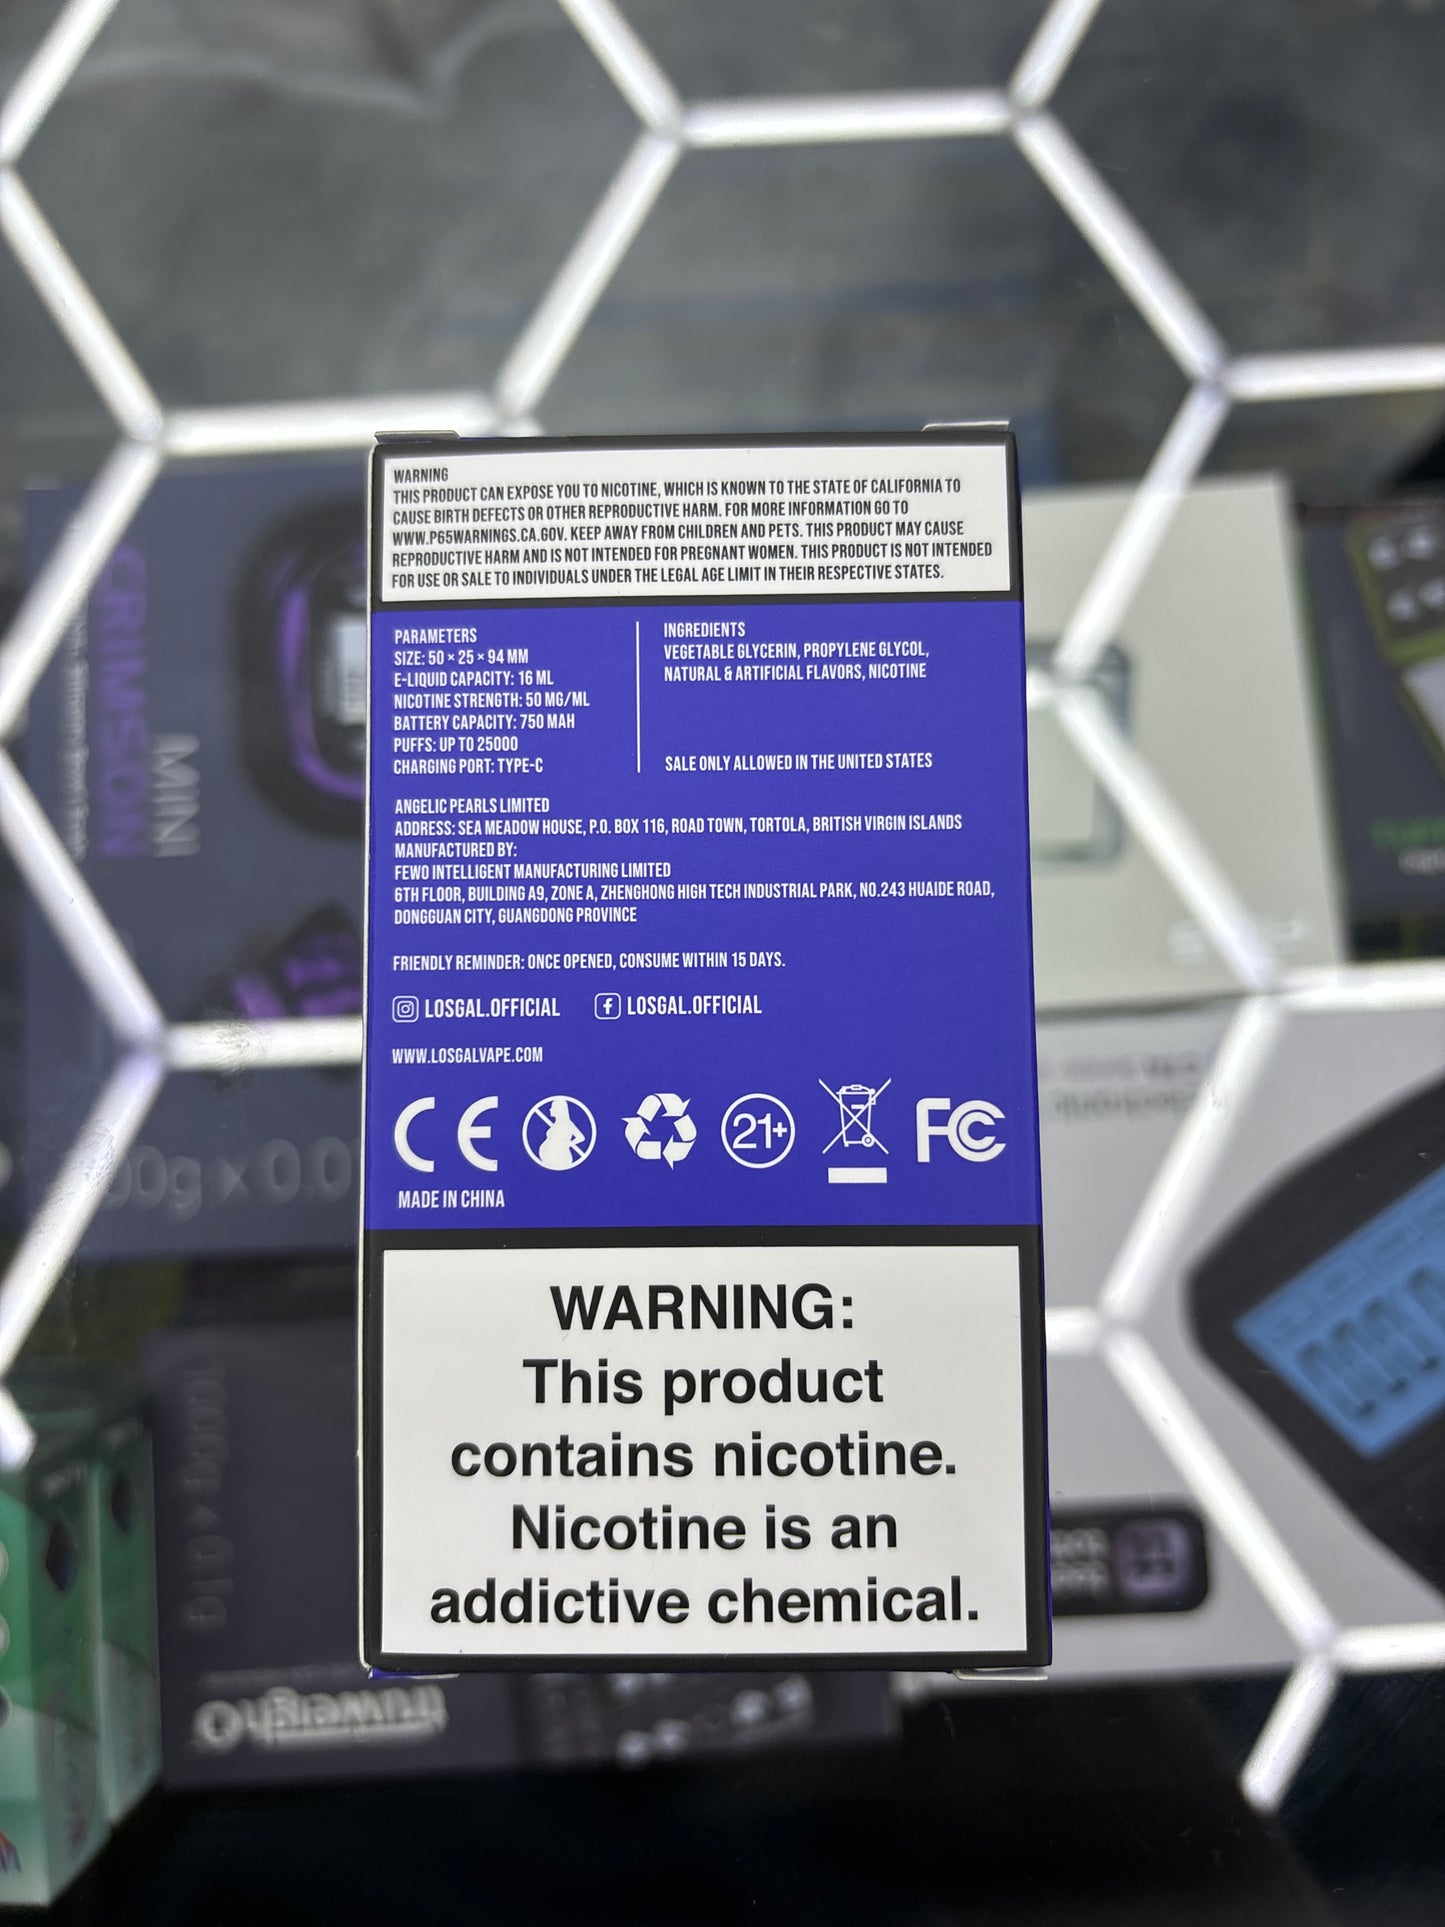 WARNING
THIS PRODUCT CAN EXPOSE YOU TO NICOTINE, WHICH IS KNOWN TO THE STATE OF CALIFORNIA TO
CAUSE BIRTH DEFECTS OR OTHER REPRODUCTIVE HARM. FOR MORE INFORMATION GO TO
WWW.P65WARNINGS.CA.GOV. KEEP AWAY FROM CHILDREN AND PETS. THIS PRODUCT MAY CAUSE
REPRODUCTIVE HARM AND IS NOT INTENDED FOR PREGNANT WOMEN. THIS PRODUCT IS NOT INTENDED
FOR USE OR SALE TO INDIVIDUALS UNDER THE LEGAL AGE LIMIT IN THEIR RESPECTIVE STATES.
PARAMETERS
SIZE: 50 × 25 × 94 MM
E-LIQUID CAPACITY: 16 ML
NICOTINE STRENGTH: 50 MG/ML
BATTERY CAPACITY: 750 MAH
PUFFS: UP TO 25000
CHARGING PORT: TYPE-C
INGREDIENTS
VEGETABLE GLYCERIN, PROPYLENE GLYCOL,
NATURAL & ARTIFICIAL FLAVORS, NICOTINE
SALE ONLY ALLOWED IN THE UNITED STATES
ANGELIC PEARLS LIMITED
ADDRESS: SEA MEADOW HOUSE, P.O. BOX 116, ROAD TOWN, TORTOLA, BRITISH VIRGIN ISLANDS
MANUFACTURED BY:
FEWO INTELLIGENT MANUFACTURING LIMITED
6TH FLOOR, BUILDING A9, ZONE A, ZHENGHONG HIGH TECH INDUSTRIAL PARK, NO.243 HUAIDE ROAD,
DONGGUAN CITY, GUANGDONG PROVINCE
FRIENDLY REMINDER: ONCE OPENED, CONSUME WITHIN 15 DAYS.
LOSGAL.OFFICIAL LOSGAL.OFFICIAL
WWW.LOSGALVAPE.COM
CE 21+ FC
MADE IN CHINA
WARNING:
This product
contains nicotine.
Nicotine is an
addictive chemical.
CRIMSON
MINI